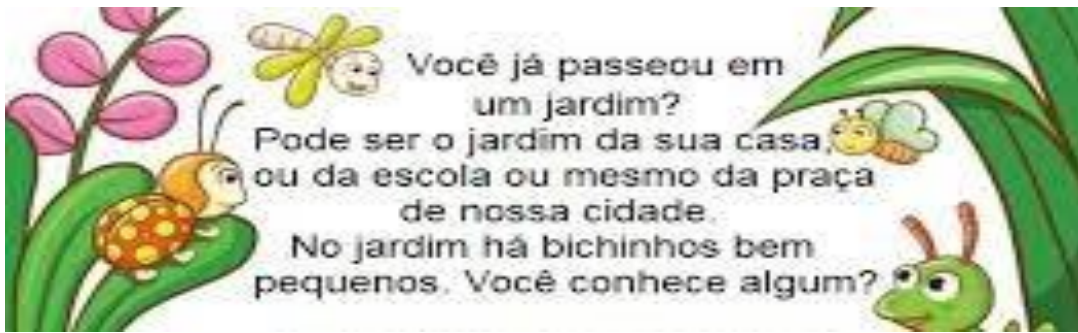 Você já passeou em
um jardim?
Pode ser o jardim da sua casa,
ou da escola ou mesmo da praça
de nossa cidade.
No jardim há bichinhos bem
pequenos. Você conhece algum?